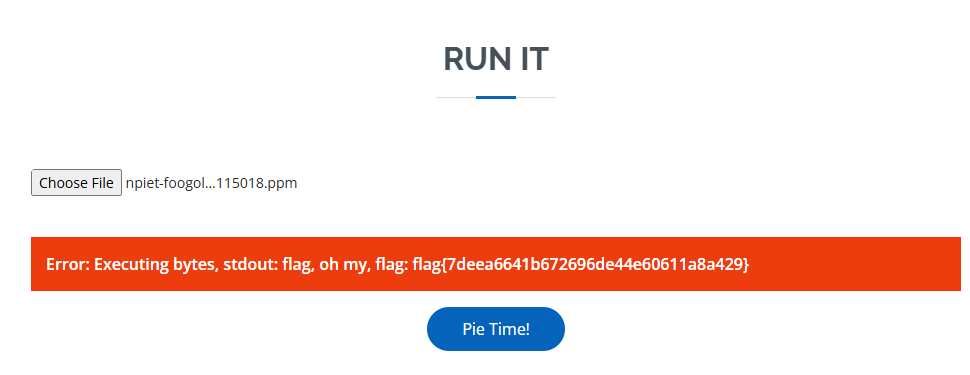 RUN IT
Choose File npiet-foogol...115018.ppm
Error: Executing bytes, stdout: flag, oh my, flag: flag{7deea6641b672696de44e60611a8a429}
Pie Time!